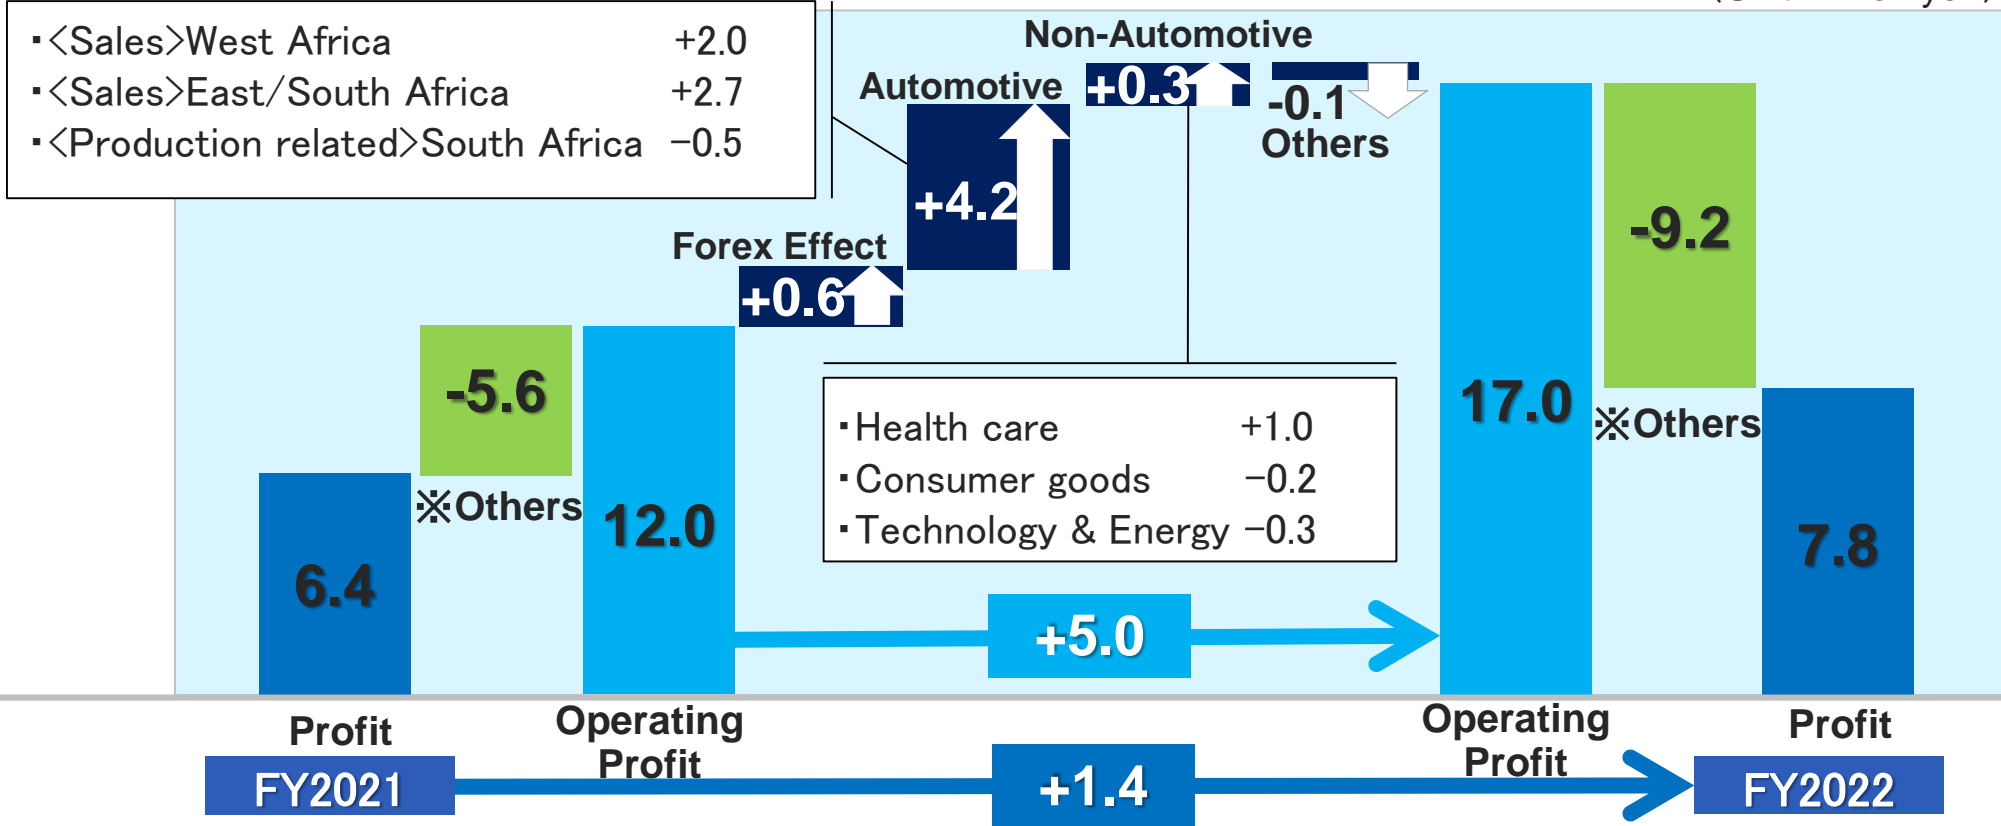 ・<Sales>West Africa +2.0
・<Sales>East/South Africa +2.7
・<Production related>South Africa −0.5
Non-Automotive
Automotive
+0.3
-0.1
Others
+4.2
Forex Effect
+0.6
-9.2
-5.6
※Others
12.0
6.4
・Health care +1.0
・Consumer goods −0.2
・Technology & Energy −0.3
17.0
※Others
7.8
+5.0
Profit
Operating
Profit
Operating
Profit
Profit
FY2021
+1.4
FY2022